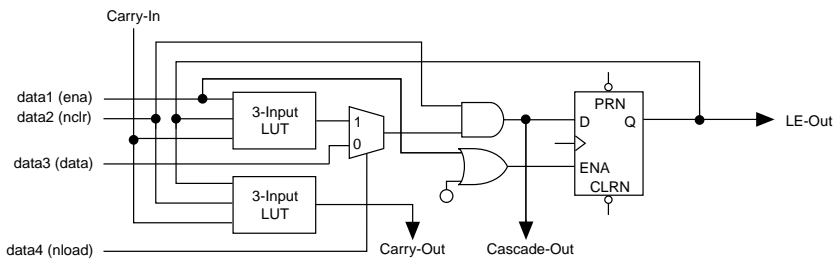 Carry-In
data1 (ena)
data2 (nclr)
3-Input
LUT
1
0
PRN
D
Q
LE-Out
data3 (data)
ENA
CLRN
3-Input
LUT
data4 (nload)
Carry-Out
Cascade-Out